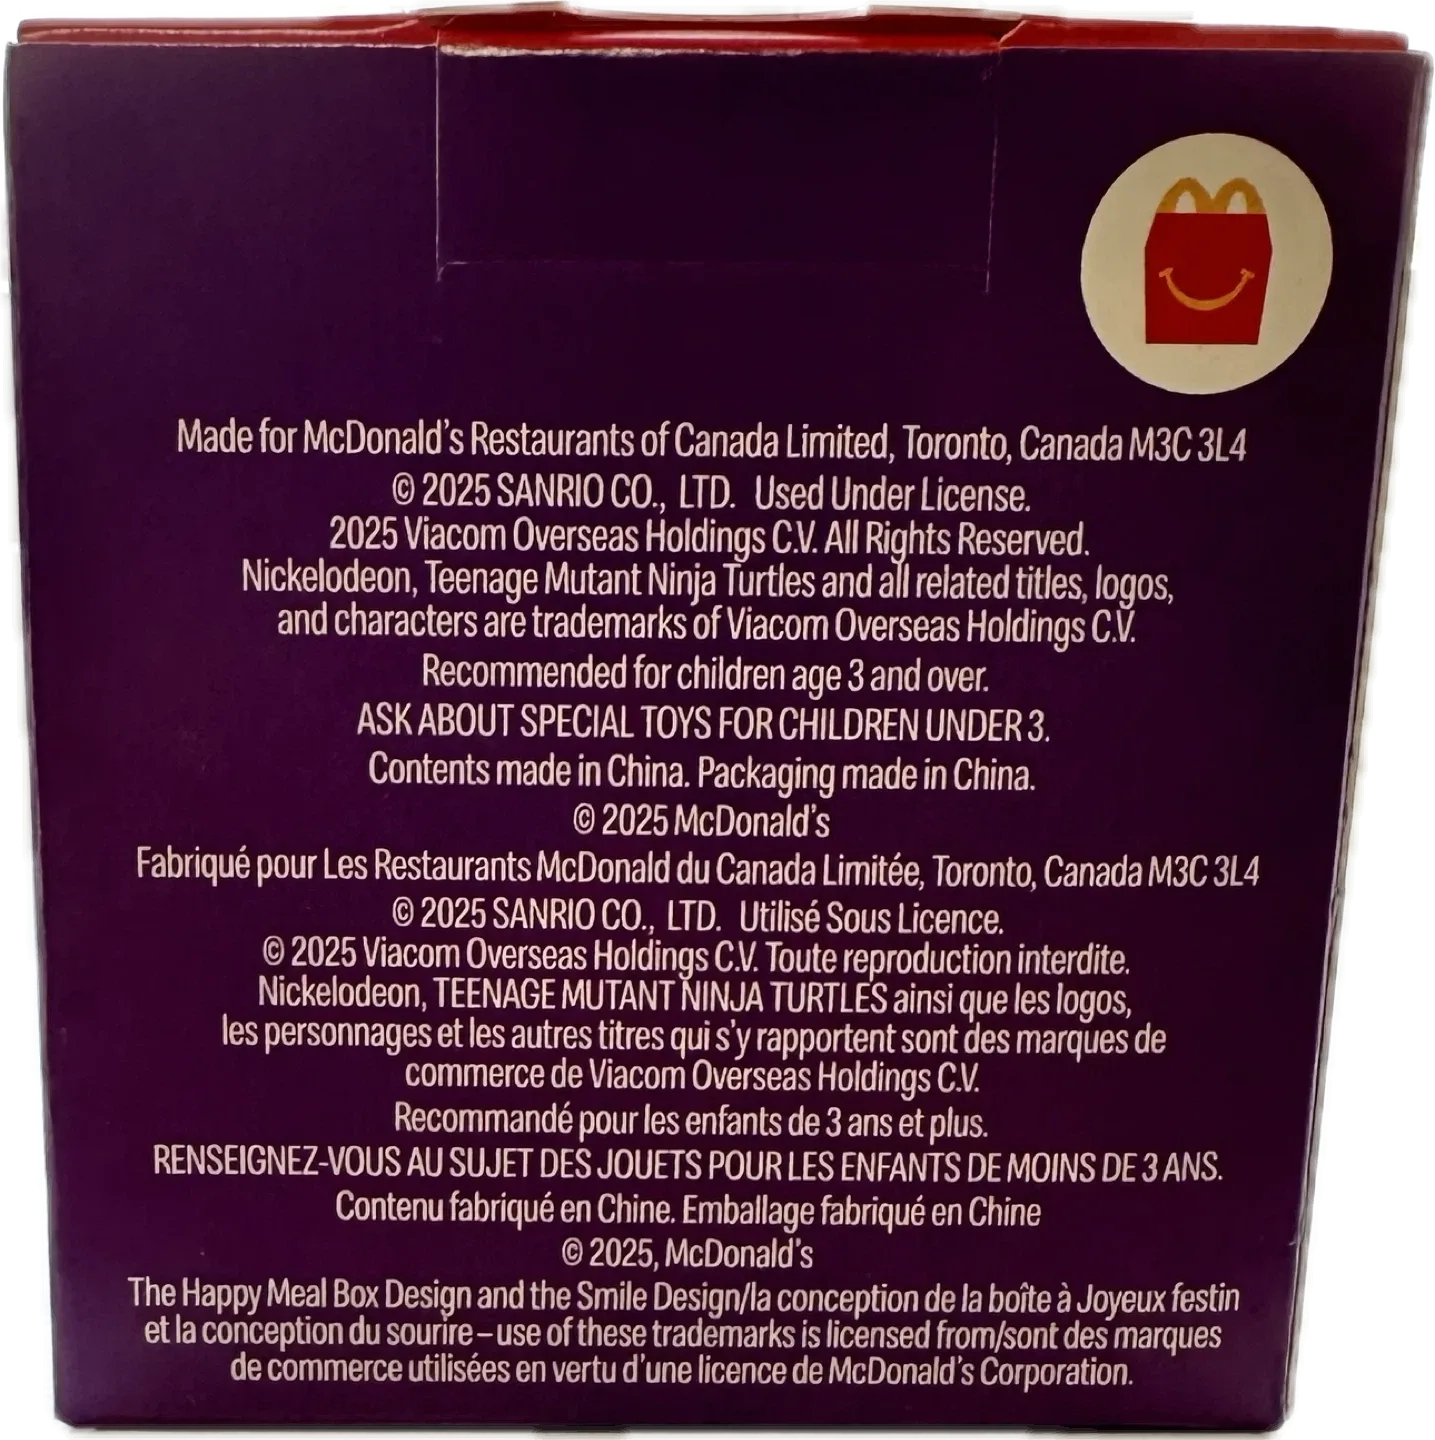 Made for McDonald's Restaurants of Canada Limited, Toronto, Canada M3C 3L4
© 2025 SANRIO CO., LTD. Used Under License.
2025 Viacom Overseas Holdings C.V. All Rights Reserved.
Nickelodeon, Teenage Mutant Ninja Turtles and all related titles, logos,
and characters are trademarks of Viacom Overseas Holdings C.V.
Recommended for children age 3 and over.
ASK ABOUT SPECIAL TOYS FOR CHILDREN UNDER 3.
Contents made in China. Packaging made in China.
© 2025 McDonald's
Fabriqué pour Les Restaurants McDonald du Canada Limitée, Toronto, Canada M3C 3L4
© 2025 SANRIO CO., LTD. Utilisé Sous Licence.
© 2025 Viacom Overseas Holdings C.V. Toute reproduction interdite.
Nickelodeon, TEENAGE MUTANT NINJA TURTLES ainsi que les logos,
les personnages et les autres titres qui s'y rapportent sont des marques de
commerce de Viacom Overseas Holdings C.V.
Recommandé pour les enfants de 3 ans et plus.
RENSEIGNEZ-VOUS AU SUJET DES JOUETS POUR LES ENFANTS DE MOINS DE 3 ANS.
Contenu fabriqué en Chine. Emballage fabriqué en Chine
© 2025, McDonald's
The Happy Meal Box Design and the Smile Design/la conception de la boîte à Joyeux festin
et la conception du sourire – use of these trademarks is licensed from/sont des marques
de commerce utilisées en vertu d'une licence de McDonald's Corporation.